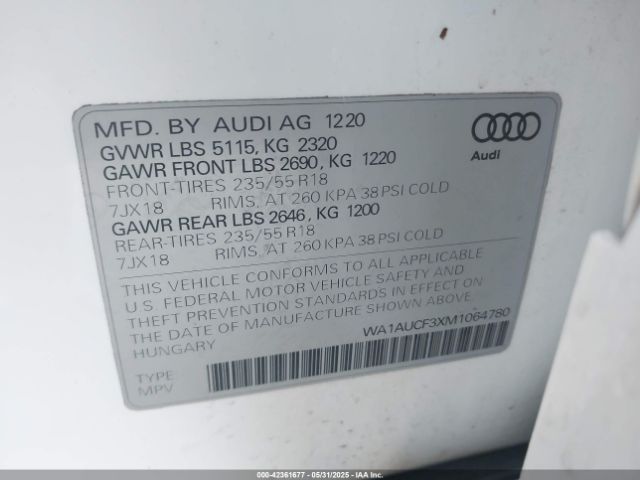 MFD. BY AUDI AG 1220
GVWR LBS 5115, KG 2320
GAWR FRONT LBS 2690, KG 1220
FRONT-TIRES 235/55 R18
7JX18 RIMS, AT 260 KPA 38 PSI COLD
GAWR REAR LBS 2646, KG 1200
REAR-TIRES 235/55 R18
7JX18 RIMS, AT 260 KPA 38 PSI COLD
Audi
THIS VEHICLE CONFORMS TO ALL APPLICABLE
U.S. FEDERAL MOTOR VEHICLE SAFETY AND
THEFT PREVENTION STANDARDS IN EFFECT ON
THE DATE OF MANUFACTURE SHOWN ABOVE.
HUNGARY
WA1AUCF3XM1064780
TYPE:
MPV
000-42361677 - 05/31/2025 - IAA Inc.